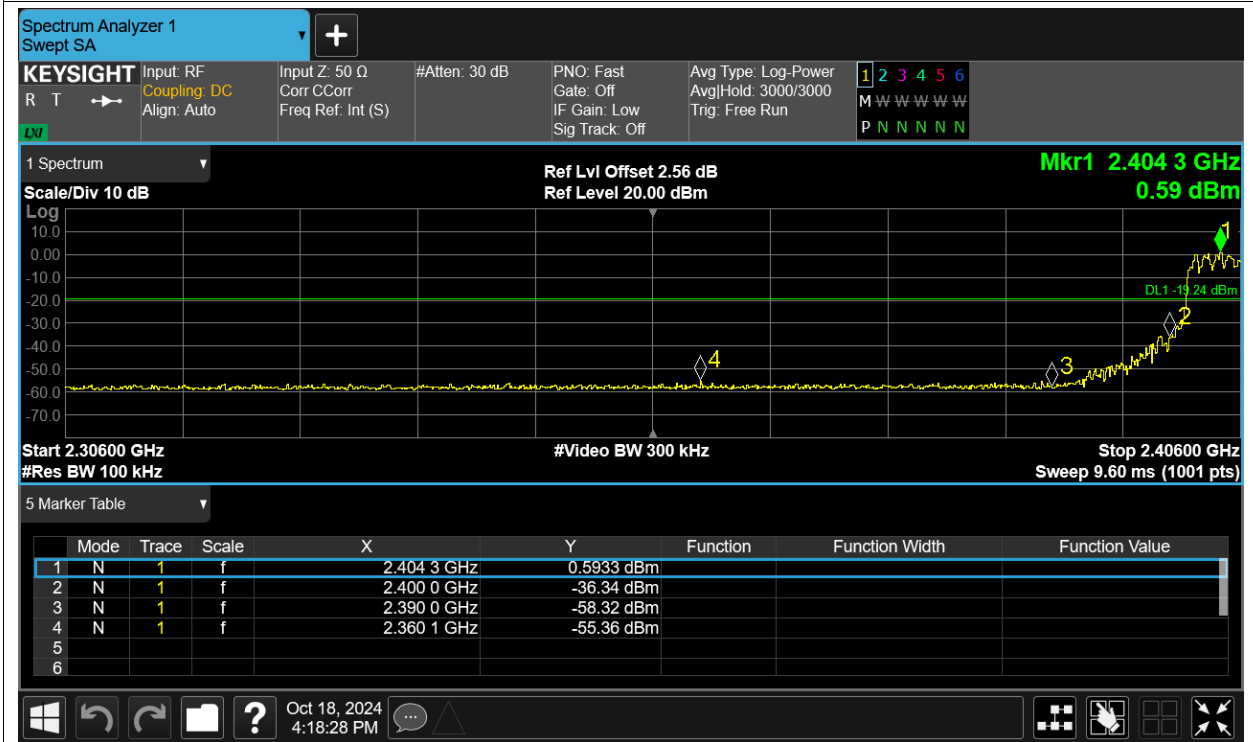 Spectrum Analyzer 1
Swept SA
+
KEYSIGHT Input: RF Input Z: 50 Ω #Atten: 30 dB PNO: Fast Avg Type: Log-Power 1 2 3 4 5 6
R T Coupling: DC Corr CCorr Gate: Off Avg|Hold: 3000/3000 M W W W W W
Align: Auto Freq Ref: Int (S) IF Gain: Low Trig: Free Run
LXI Sig Track: Off P N N N N N
1 Spectrum Ref Lvl Offset 2.56 dB Mkr1 2.404 3 GHz
Scale/Div 10 dB Ref Level 20.00 dBm 0.59 dBm
Log
10.0 1
0.00
-10.0
DL1 -19.24 dBm
-20.0
2
-30.0
-40.0
4 3
-50.0
-60.0
-70.0
Start 2.30600 GHz #Video BW 300 kHz Stop 2.40600 GHz
#Res BW 100 kHz Sweep 9.60 ms (1001 pts)
5 Marker Table
Mode Trace Scale X Y Function Function Width Function Value
1 N 1 f 2.404 3 GHz 0.5933 dBm
2 N 1 f 2.400 0 GHz -36.34 dBm
3 N 1 f 2.390 0 GHz -58.32 dBm
4 N 1 f 2.360 1 GHz -55.36 dBm
5
6
? Oct 18, 2024
4:18:28 PM